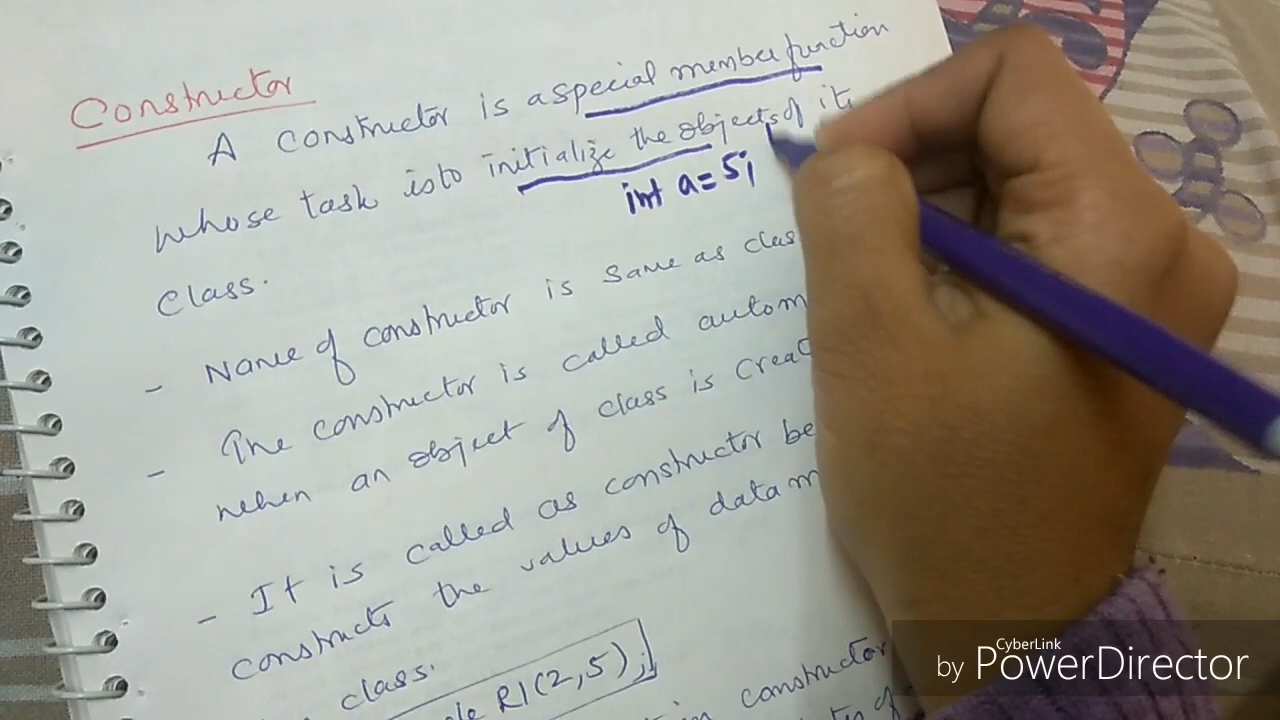 Constructor
A Constructor is a special member function
whose task is to initialize the objects of its
int a = 5;
Class.
- Name of constructor is same as clas
- The constructor is called autom
when an object of class is creat
- It is called as constructor be
constructs the values of data m
class.
R1(2,5);
constructor
by CyberLink PowerDirector